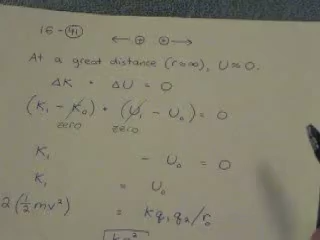 15-41 ← ⊕ ⊕ →
At a great distance (r≈∞), U≈0.
ΔK + ΔU = 0
(K₁ - K₀) + (U₁ - U₀) = 0
zero zero
K₁ - U₀ = 0
K₁ = U₀
2(½mv²) = kq₁q₂/r₀